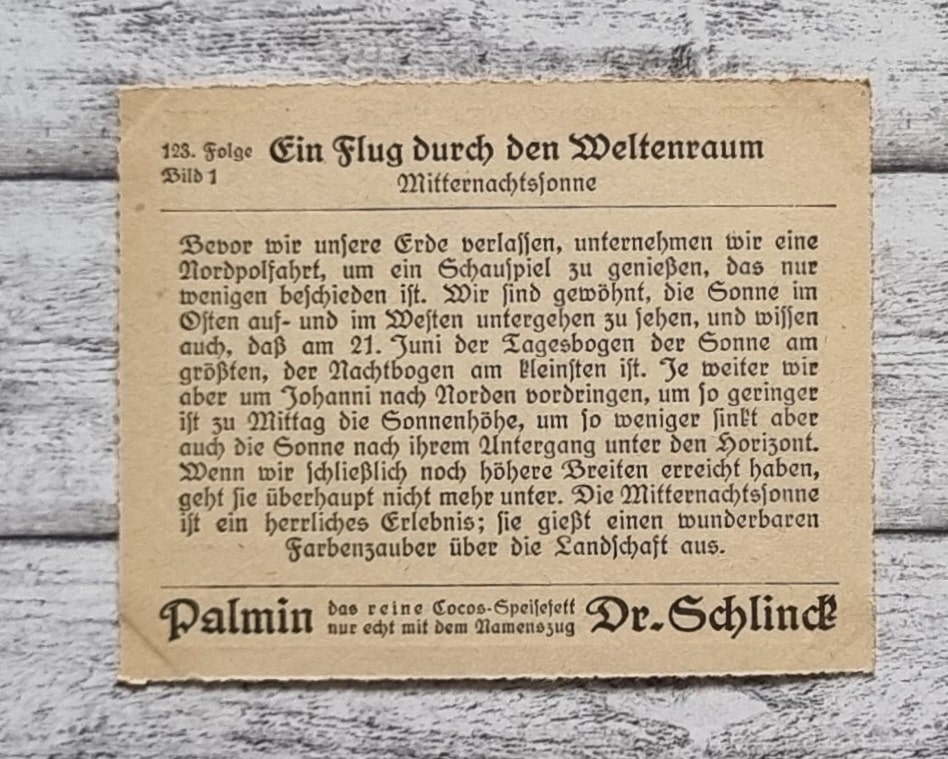 123. Folge Ein Flug durch den Weltenraum
Bild 1 Mitternachtssonne
Bevor wir unsere Erde verlassen, unternehmen wir eine
Nordpolfahrt, um ein Schauspiel zu genießen, das nur
wenigen beschieden ist. Wir sind gewöhnt, die Sonne im
Osten auf- und im Westen untergehen zu sehen, und wissen
auch, daß am 21. Juni der Tagesbogen der Sonne am
größten, der Nachtbogen am kleinsten ist. Je weiter wir
aber um Johanni nach Norden vordringen, um so geringer
ist zu Mittag die Sonnenhöhe, um so weniger sinkt aber
auch die Sonne nach ihrem Untergang unter den Horizont.
Wenn wir schließlich noch höhere Breiten erreicht haben,
geht sie überhaupt nicht mehr unter. Die Mitternachtssonne
ist ein herrliches Erlebnis; sie gießt einen wunderbaren
Farbenzauber über die Landschaft aus.
Palmin das reine Cocos-Speisefett Dr. Schlinck
nur echt mit dem Namenszug